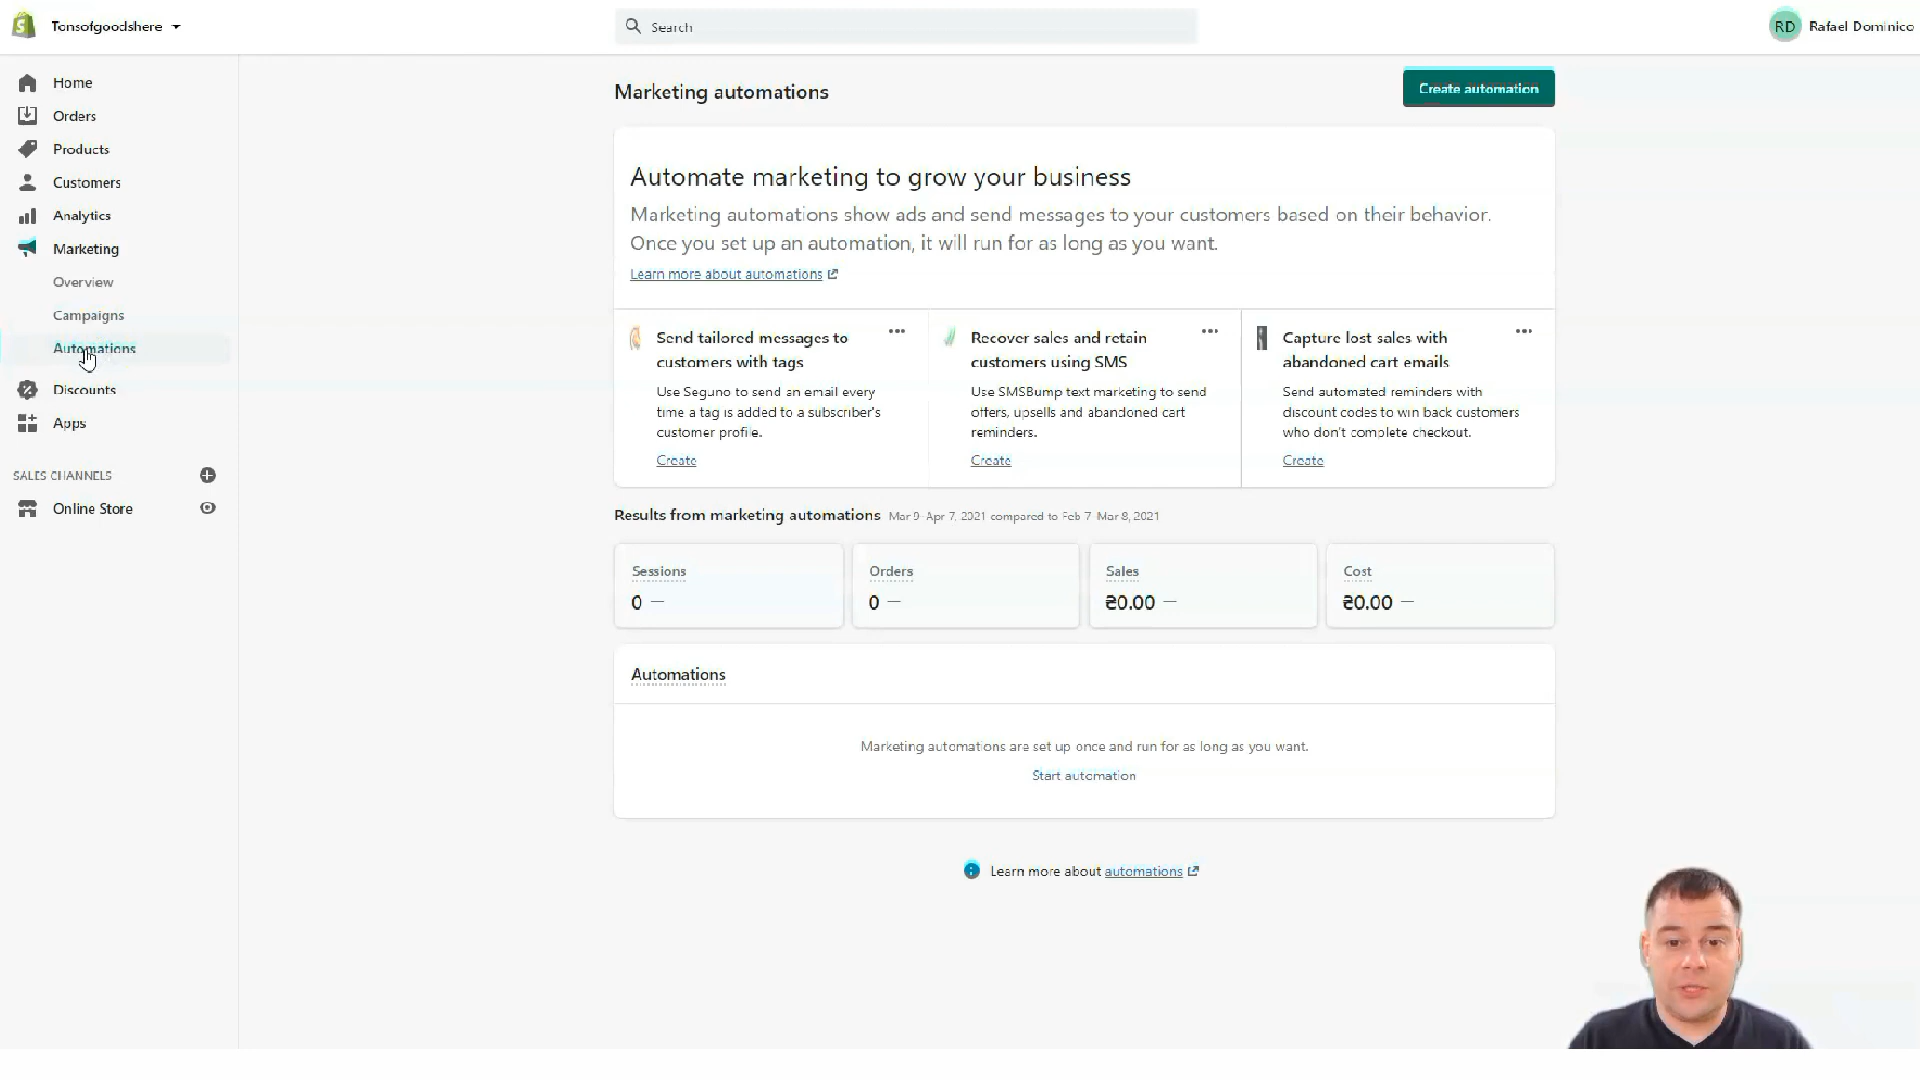 Tonsofgoodshere
Search
RD Rafael Dominico
Home
Orders
Products
Customers
Analytics
Marketing
Overview
Campaigns
Automations
Discounts
Apps
SALES CHANNELS
Online Store
Marketing automations
Create automation
Automate marketing to grow your business
Marketing automations show ads and send messages to your customers based on their behavior.
Once you set up an automation, it will run for as long as you want.
Learn more about automations
Send tailored messages to
customers with tags
Use Seguno to send an email every
time a tag is added to a subscriber's
customer profile.
Create
Recover sales and retain
customers using SMS
Use SMSBump text marketing to send
offers, upsells and abandoned cart
reminders.
Create
Capture lost sales with
abandoned cart emails
Send automated reminders with
discount codes to win back customers
who don't complete checkout.
Create
Results from marketing automations Mar 9-Apr 7, 2021 compared to Feb 7-Mar 8, 2021
Sessions
0 —
Orders
0 —
Sales
₴0.00 —
Cost
₴0.00 —
Automations
Marketing automations are set up once and run for as long as you want.
Start automation
Learn more about automations